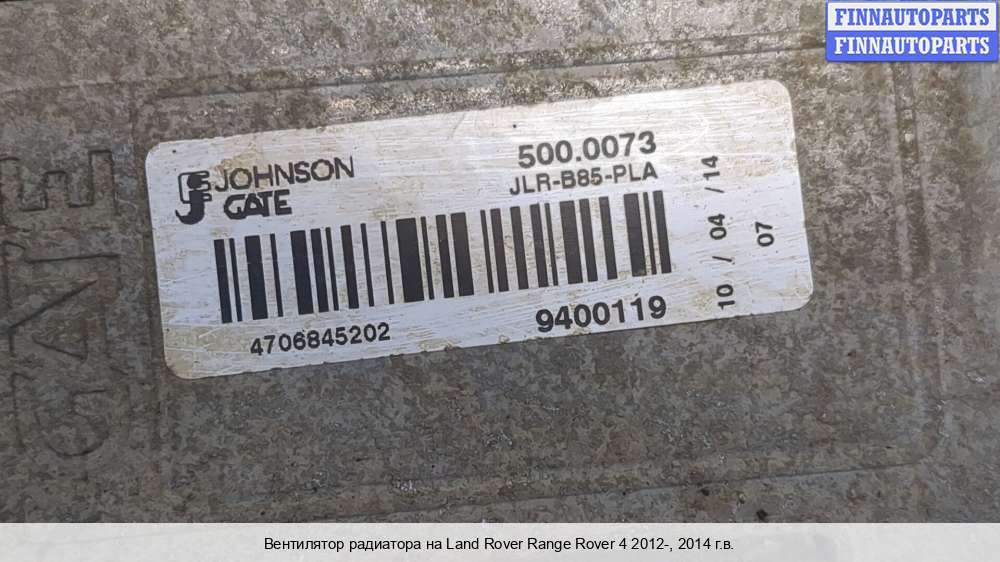 FINNAUTOPARTS
FINNAUTOPARTS
GATE
JOHNSON
GATE
500.0073
JLR-B85-PLA
10 / 04 / 14
07
4706845202
9400119
Вентилятор радиатора на Land Rover Range Rover 4 2012-, 2014 г.в.